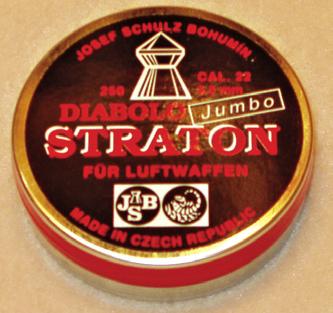 JOSEF SCHULZ BOHUMIN
250 CAL. .22
5.5 mm
DIABOLO Jumbo
STRATON
FÜR LUFTWAFFEN
JSB
MADE IN CZECH REPUBLIC